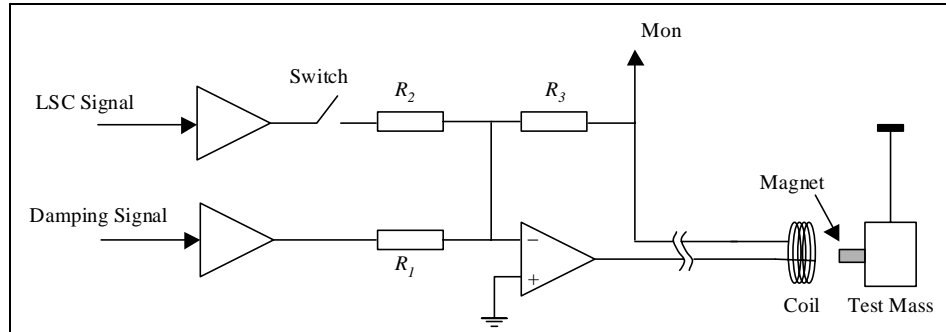 Mon
Switch
LSC Signal
R2
R3
Damping Signal
Magnet
R1
−
+
Coil
Test Mass